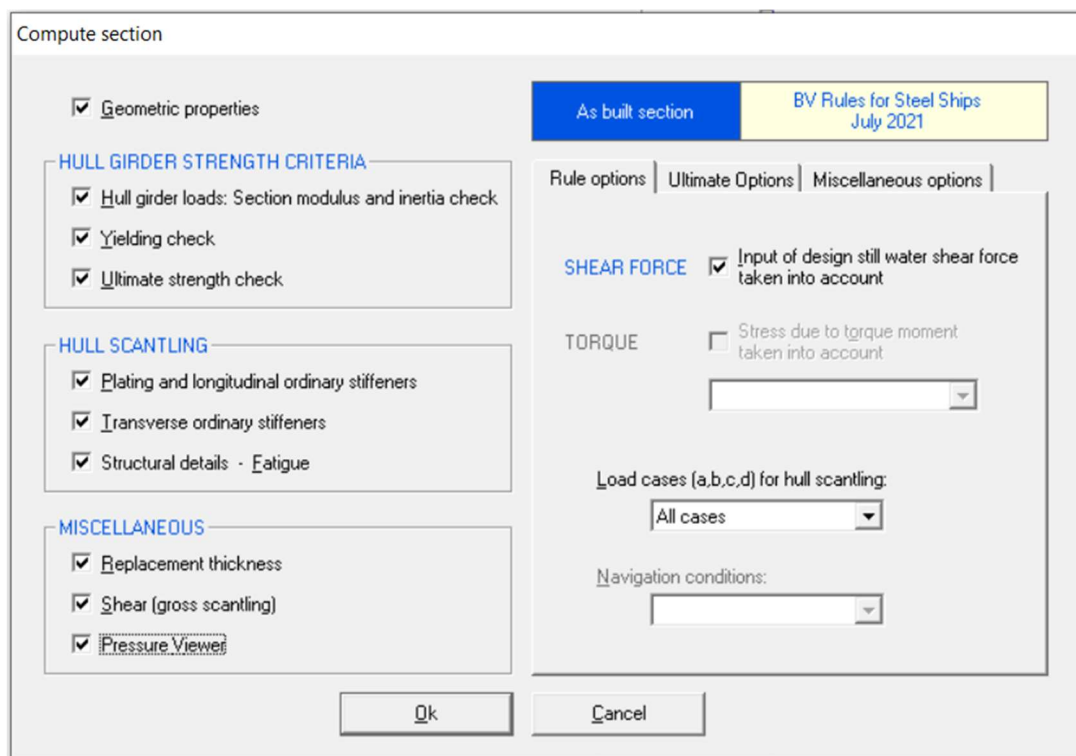 Compute section
Geometric properties
HULL GIRDER STRENGTH CRITERIA
Hull girder loads: Section modulus and inertia check
Yielding check
Ultimate strength check
HULL SCANTLING
Plating and longitudinal ordinary stiffeners
Transverse ordinary stiffeners
Structural details - Fatigue
MISCELLANEOUS
Replacement thickness
Shear (gross scantling)
Pressure Viewer
As built section
BV Rules for Steel Ships
July 2021
Rule options
Ultimate Options
Miscellaneous options
SHEAR FORCE
Input of design still water shear force
taken into account
TORQUE
Stress due to torque moment
taken into account
Load cases (a,b,c,d) for hull scantling:
All cases
Navigation conditions:
Ok
Cancel